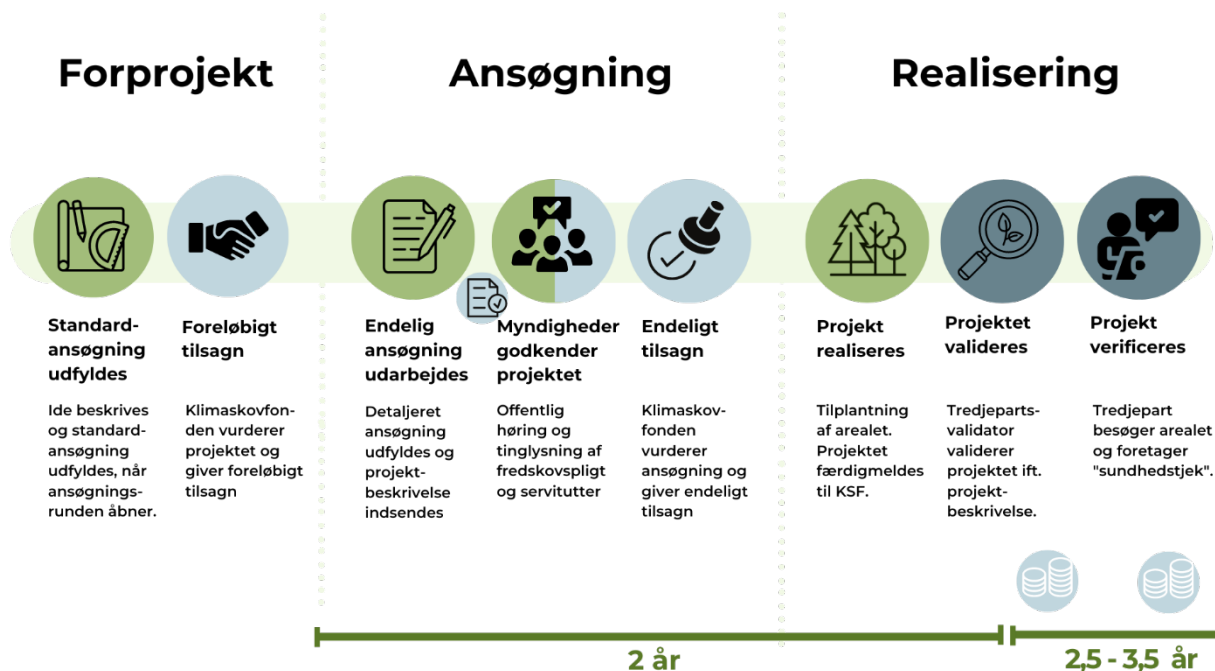 Forprojekt
Ansøgning
Realisering
Standard-
ansøgning
udfyldes
Ide beskrives
og standard-
ansøgning
udfyldes, når
ansøgnings-
runden åbner.
Foreløbigt
tilsagn
Klimaskovfon-
den vurderer
projektet og
giver foreløbigt
tilsagn
Endelig
ansøgning
udarbejdes
Detaljeret
ansøgning
udfyldes og
projekt-
beskrivelse
indsendes
Myndigheder
godkender
projektet
Offentlig
høring og
tinglysning af
fredskovspligt
og servitutter
Endeligt
tilsagn
Klimaskov-
fonden
vurderer
ansøgning og
giver endeligt
tilsagn
Projekt
realiseres
Tilplantning
af arealet.
Projektet
færdigmeldes
til KSF.
Projektet
valideres
Tredjeparts-
validator
validerer
projektet ift.
projekt-
beskrivelse.
Projekt
verificeres
Tredjepart
besøger arealet
og foretager
"sundhedstjek".
2 år
2,5 - 3,5 år